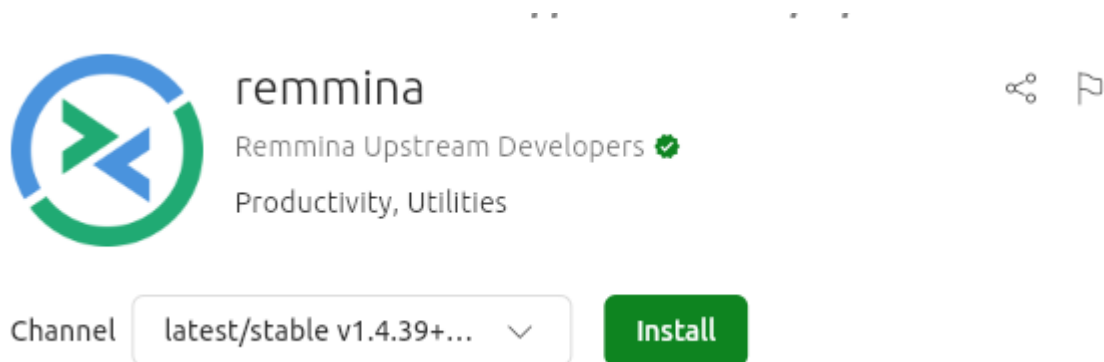 remmina
Remmina Upstream Developers
Productivity, Utilities
Channel latest/stable v1.4.39+... Install